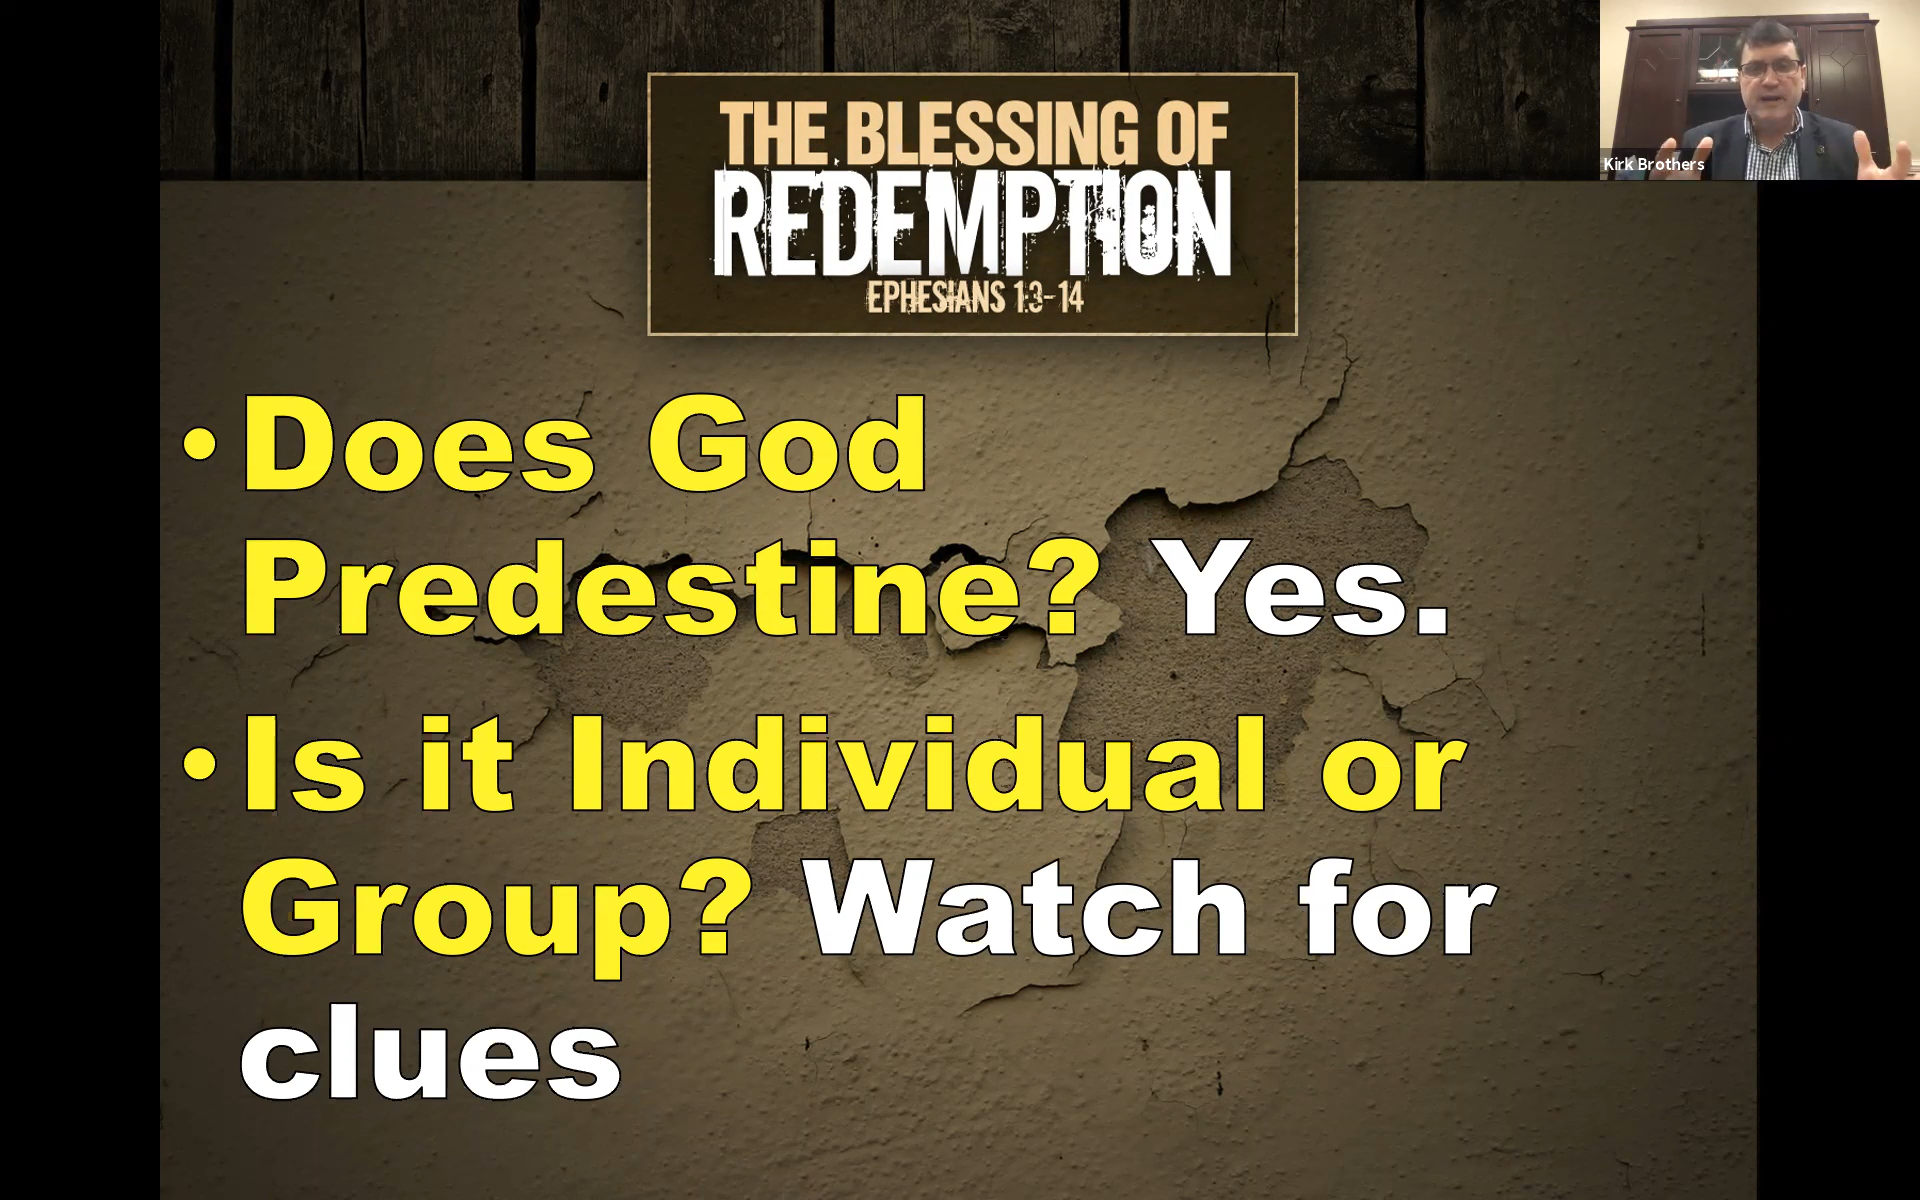 THE BLESSING OF
REDEMPTION
EPHESIANS 1:3-14
Kirk Brothers
• Does God
Predestine? Yes.
• Is it Individual or
Group? Watch for
clues